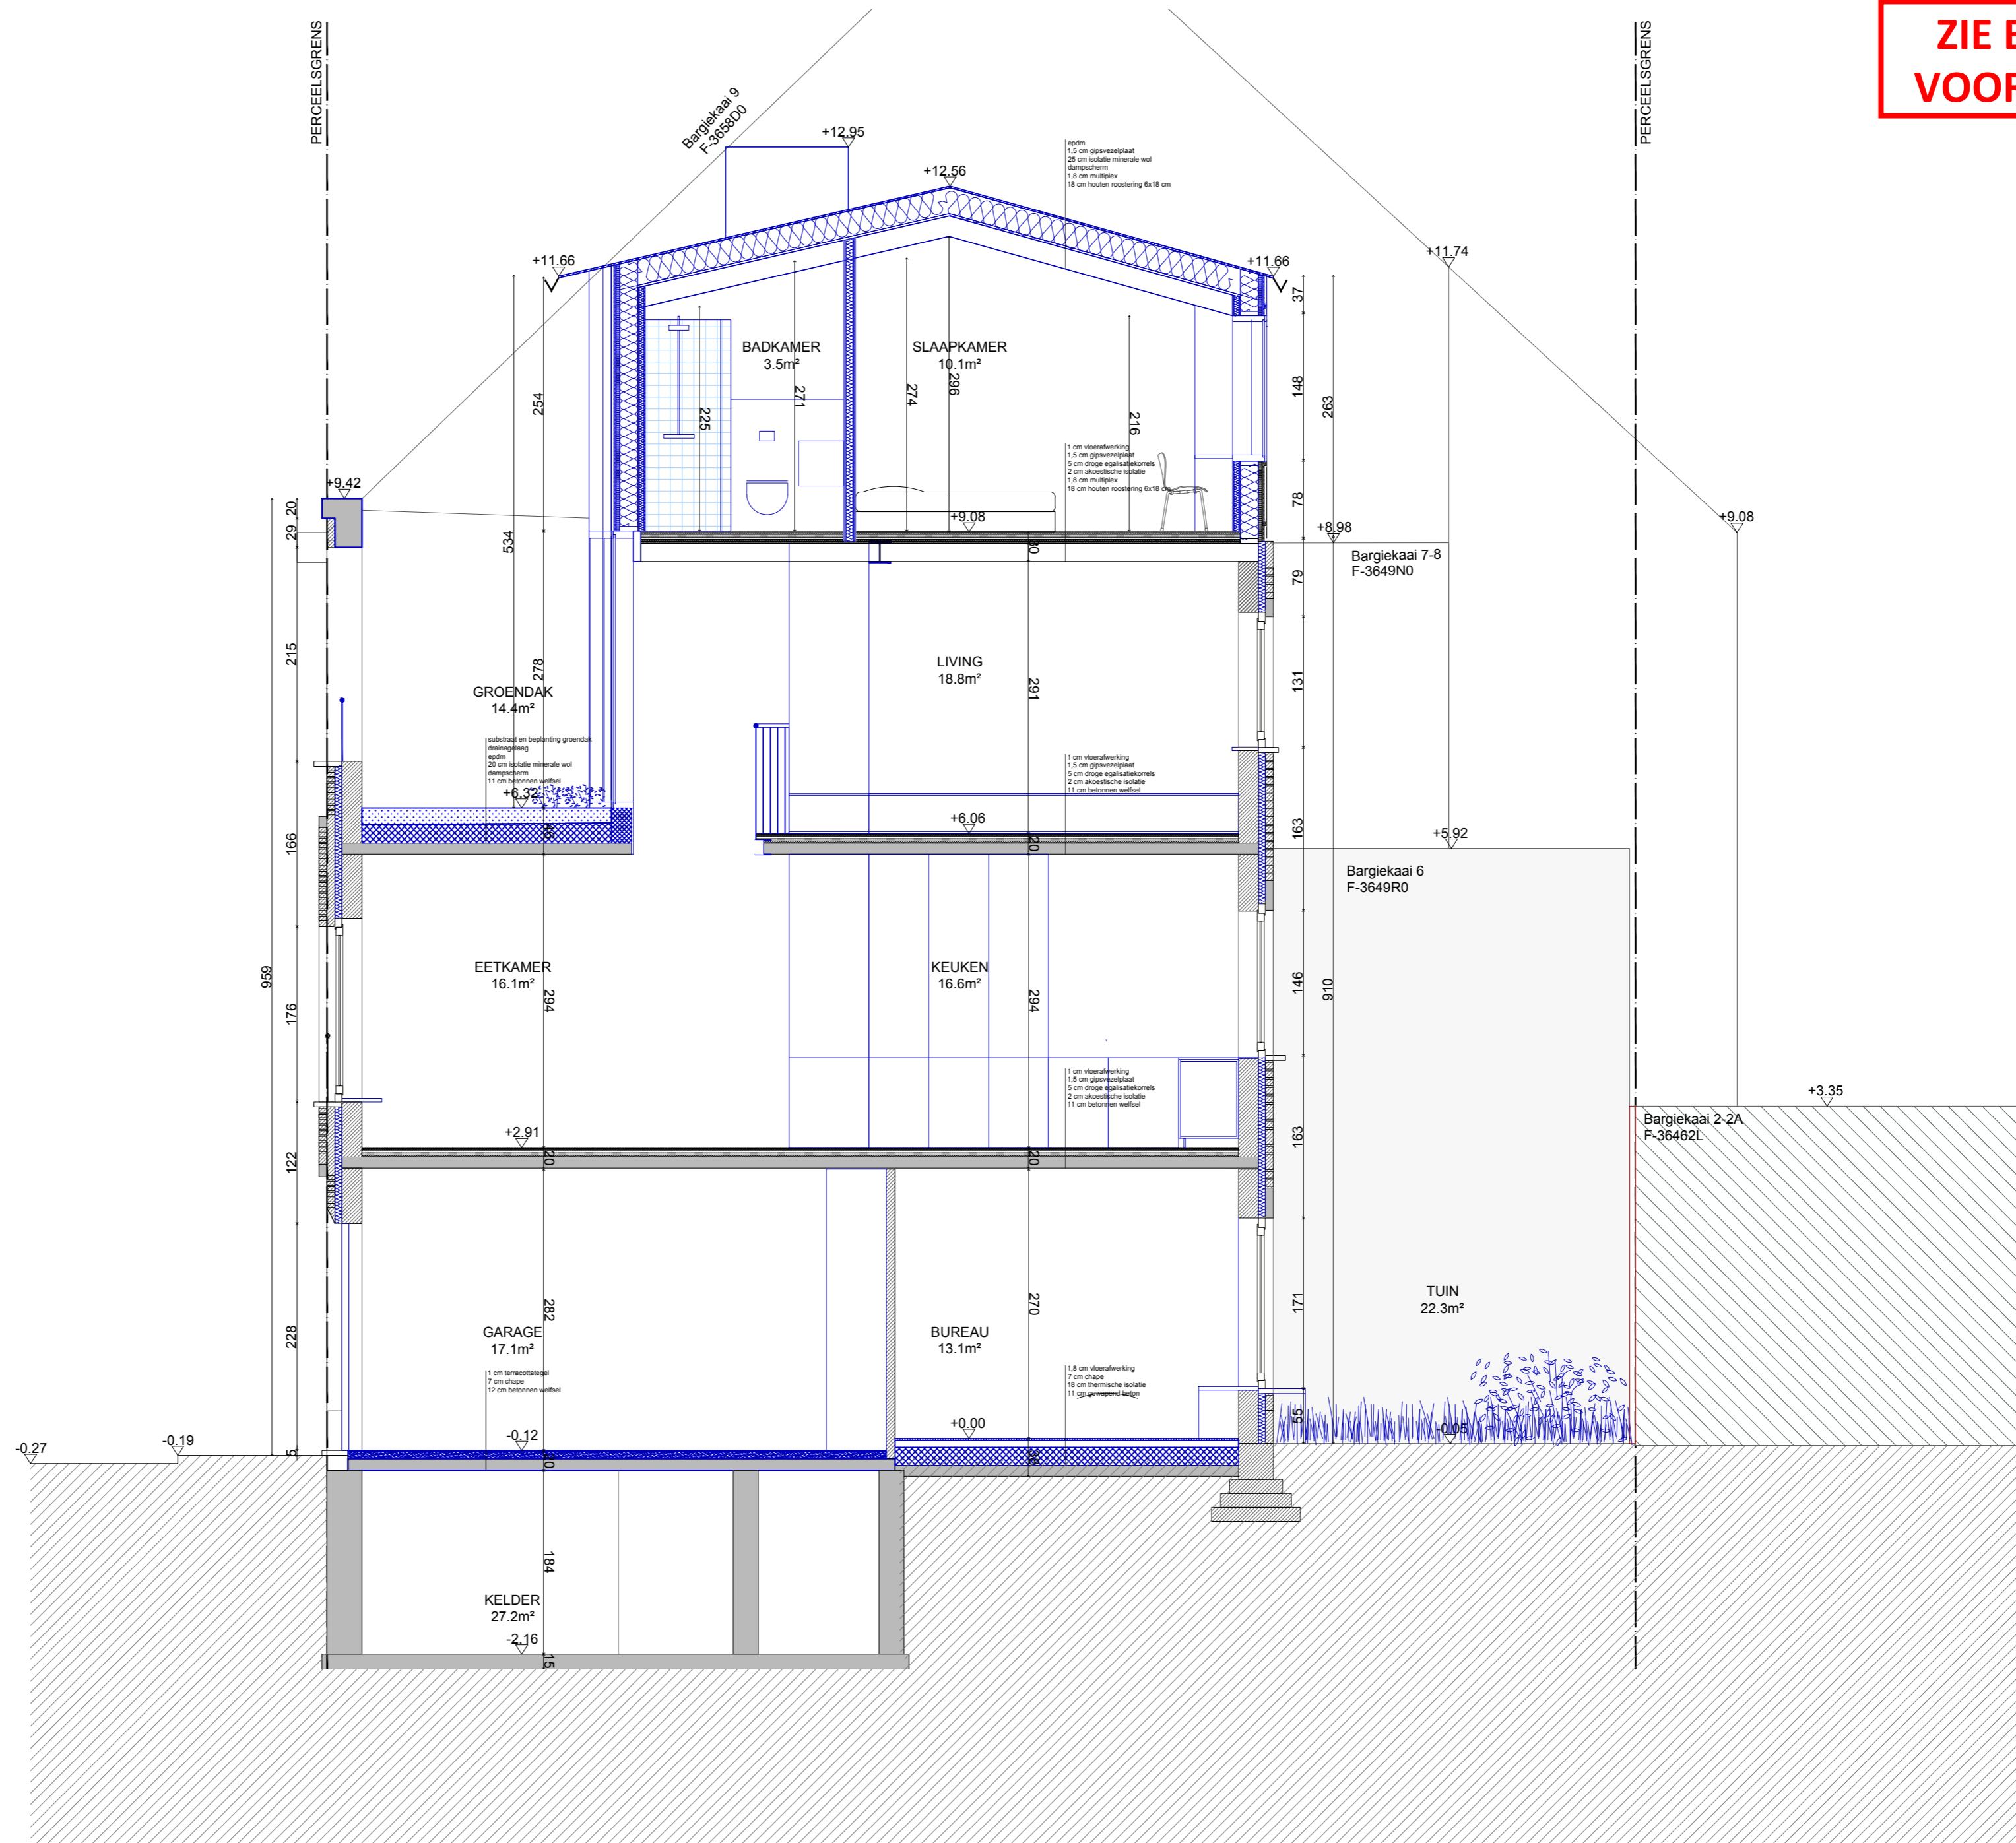 ZIE B
VOOR
PERCEELSGRENS
PERCEELSGRENS
Bargiekaai 9
F-3658D0
+12.95
+12.56
epdm
1,5 cm gipsvezelplaat
25 cm isolatie minerale wol
dampscherm
1,8 cm multiplex
18 cm houten roostering 6x18 cm
+11.66
+11.66
+11.74
37
BADKAMER
3.5m²
SLAAPKAMER
10.1m²
254
225
271
274
296
216
148
263
1 cm vloerafwerking
1,5 cm gipsvezelplaat
5 cm droge egalisatiekorrels
2 cm akoestische isolatie
1,8 cm multiplex
18 cm houten roostering 6x18 cm
+9.42
20
29
534
78
+9.08
+8.98
+9.08
30
Bargiekaai 7-8
F-3649N0
79
215
278
LIVING
18.8m²
291
131
GROENDAK
14.4m²
substraat en beplanting groendak
drainagelaag
epdm
20 cm isolatie minerale wol
dampscherm
11 cm betonnen welfsel
1 cm vloerafwerking
1,5 cm gipsvezelplaat
5 cm droge egalisatiekorrels
2 cm akoestische isolatie
11 cm betonnen welfsel
+6.32
+6.06
+5.92
46
20
166
163
Bargiekaai 6
F-3649R0
959
EETKAMER
16.1m²
KEUKEN
16.6m²
176
294
294
146
910
1 cm vloerafwerking
1,5 cm gipsvezelplaat
5 cm droge egalisatiekorrels
2 cm akoestische isolatie
11 cm betonnen welfsel
+3.35
Bargiekaai 2-2A
F-36462L
+2.91
20
20
122
163
TUIN
22.3m²
282
270
171
228
GARAGE
17.1m²
BUREAU
13.1m²
1 cm terracottategel
7 cm chape
12 cm betonnen welfsel
1,8 cm vloerafwerking
7 cm chape
18 thermische isolatie
11 cm gewapend beton
55
+0.00
-0.05
-0.12
-0.19
-0.27
5
20
38
184
KELDER
27.2m²
-2.16
15